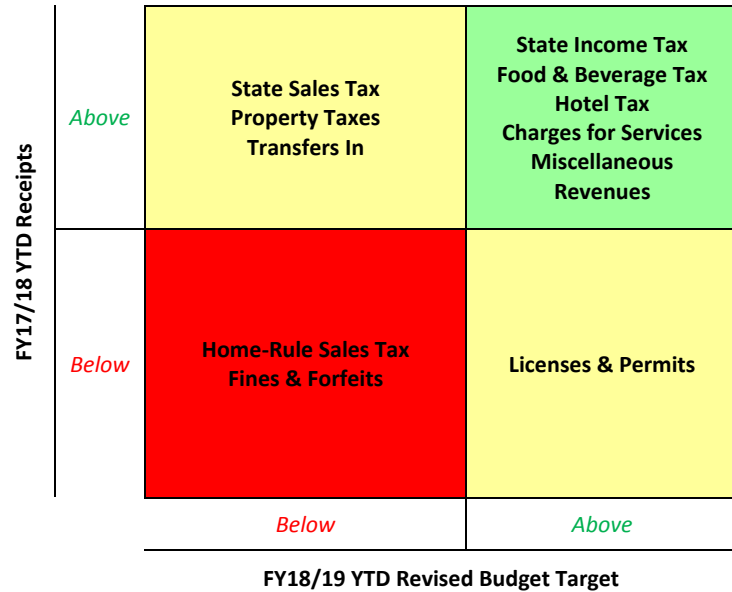 FY17/18 YTD Receipts
Above
State Sales Tax
Property Taxes
Transfers In
State Income Tax
Food & Beverage Tax
Hotel Tax
Charges for Services
Miscellaneous
Revenues
Below
Home-Rule Sales Tax
Fines & Forfeits
Licenses & Permits
Below
Above
FY18/19 YTD Revised Budget Target